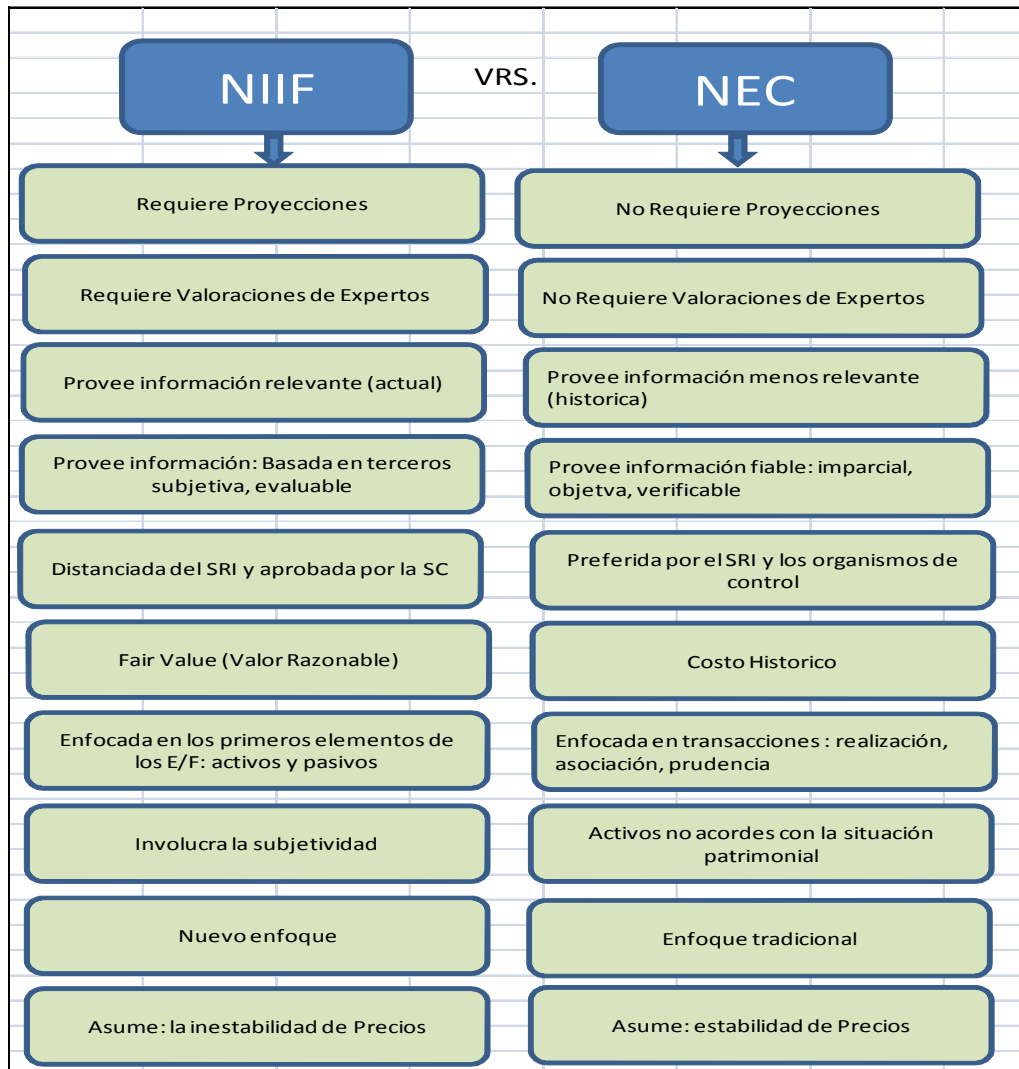 NIIF
VRS.
NEC
Requiere Proyecciones
No Requiere Proyecciones
Requiere Valoraciones de Expertos
No Requiere Valoraciones de Expertos
Provee información relevante (actual)
Provee información menos relevante
(historica)
Provee información: Basada en terceros
subjetiva, evaluable
Provee información fiable: imparcial,
objetva, verificable
Distanciada del SRI y aprobada por la SC
Preferida por el SRI y los organismos de
control
Fair Value (Valor Razonable)
Costo Historico
Enfocada en los primeros elementos de
los E/F: activos y pasivos
Enfocada en transacciones : realización,
asociación, prudencia
Involucra la subjetividad
Activos no acordes con la situación
patrimonial
Nuevo enfoque
Enfoque tradicional
Asume: la inestabilidad de Precios
Asume: estabilidad de Precios